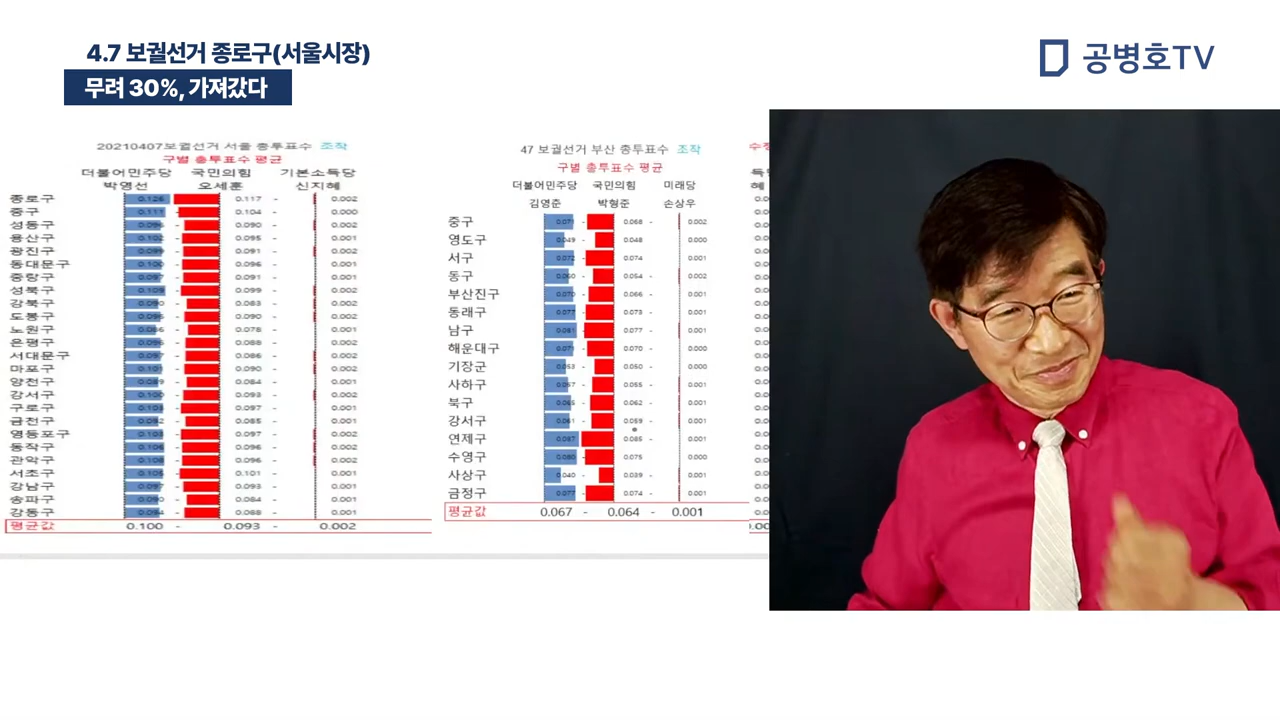 4.7 보궐선거 종로구(서울시장)
무려 30%, 가져갔다
공병호TV
20210407보궐선거 서울 총투표수 조작
구별 총투표수 평균
더불어민주당 국민의힘 기본소득당
박영선 오세훈 신지혜
종로구 0.126 - 0.117 - 0.002
중구 0.111 - 0.104 - 0.000
성동구 0.096 - 0.090 - 0.002
용산구 0.102 - 0.095 - 0.001
광진구 0.099 - 0.091 - 0.002
동대문구 0.100 - 0.096 - 0.001
중랑구 0.097 - 0.091 - 0.001
성북구 0.109 - 0.099 - 0.002
강북구 0.090 - 0.083 - 0.002
도봉구 0.096 - 0.090 - 0.002
노원구 0.086 - 0.078 - 0.001
은평구 0.096 - 0.088 - 0.002
서대문구 0.097 - 0.086 - 0.002
마포구 0.101 - 0.090 - 0.002
양천구 0.089 - 0.084 - 0.001
강서구 0.100 - 0.093 - 0.002
구로구 0.103 - 0.097 - 0.001
금천구 0.092 - 0.085 - 0.001
영등포구 0.103 - 0.097 - 0.002
동작구 0.106 - 0.096 - 0.002
관악구 0.108 - 0.096 - 0.002
서초구 0.105 - 0.101 - 0.001
강남구 0.097 - 0.093 - 0.001
송파구 0.090 - 0.084 - 0.001
강동구 0.094 - 0.088 - 0.001
평균값 0.100 - 0.093 - 0.002
47 보궐선거 부산 총투표수 조작
구별 총투표수 평균
더불어민주당 국민의힘 미래당
김영준 박형준 손상우
중구 0.071 - 0.068 - 0.002
영도구 0.049 - 0.048 - 0.000
서구 0.072 - 0.074 - 0.001
동구 0.060 - 0.054 - 0.002
부산진구 0.070 - 0.066 - 0.001
동래구 0.077 - 0.073 - 0.001
남구 0.081 - 0.077 - 0.001
해운대구 0.071 - 0.070 - 0.000
기장군 0.053 - 0.050 - 0.000
사하구 0.057 - 0.055 - 0.001
북구 0.065 - 0.062 - 0.001
강서구 0.061 - 0.059 - 0.001
연제구 0.087 - 0.085 - 0.001
수영구 0.080 - 0.075 - 0.000
사상구 0.040 - 0.039 - 0.001
금정구 0.077 - 0.074 - 0.001
평균값 0.067 - 0.064 - 0.001